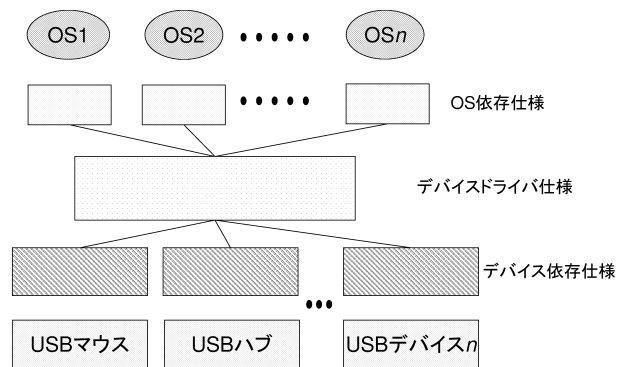 OS1 OS2 ••••• OSn
••••• OS依存仕様
デバイスドライバ仕様
デバイス依存仕様
•••
USBマウス USBハブ USBデバイスn